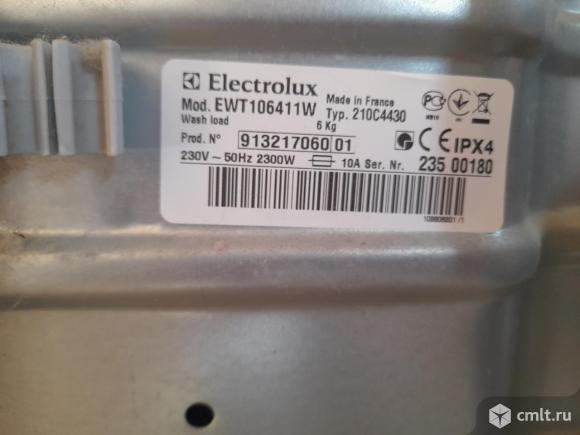 Electrolux
Made in France
Mod. EWT106411W Typ. 210C4430
Wash load 6 Kg
Prod. N° 913217060 01
IPX4
230V ~ 50Hz 2300W 10A Ser. Nr. 235 00180
cmlt.ru